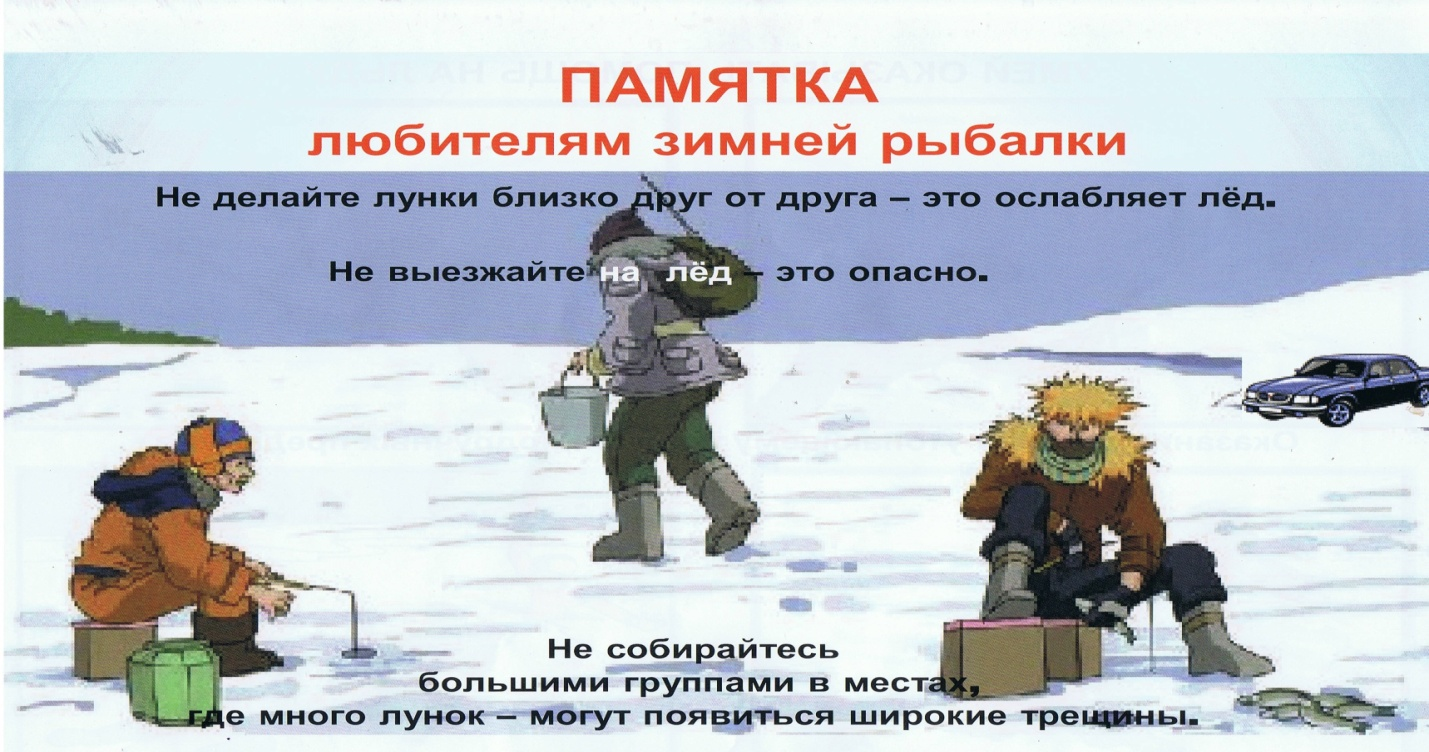 ПАМЯТКА
любителям зимней рыбалки
Не делайте лунки близко друг от друга – это ослабляет лёд.
Не выезжайте на лёд – это опасно.
Не собирайтесь
большими группами в местах,
где много лунок – могут появиться широкие трещины.